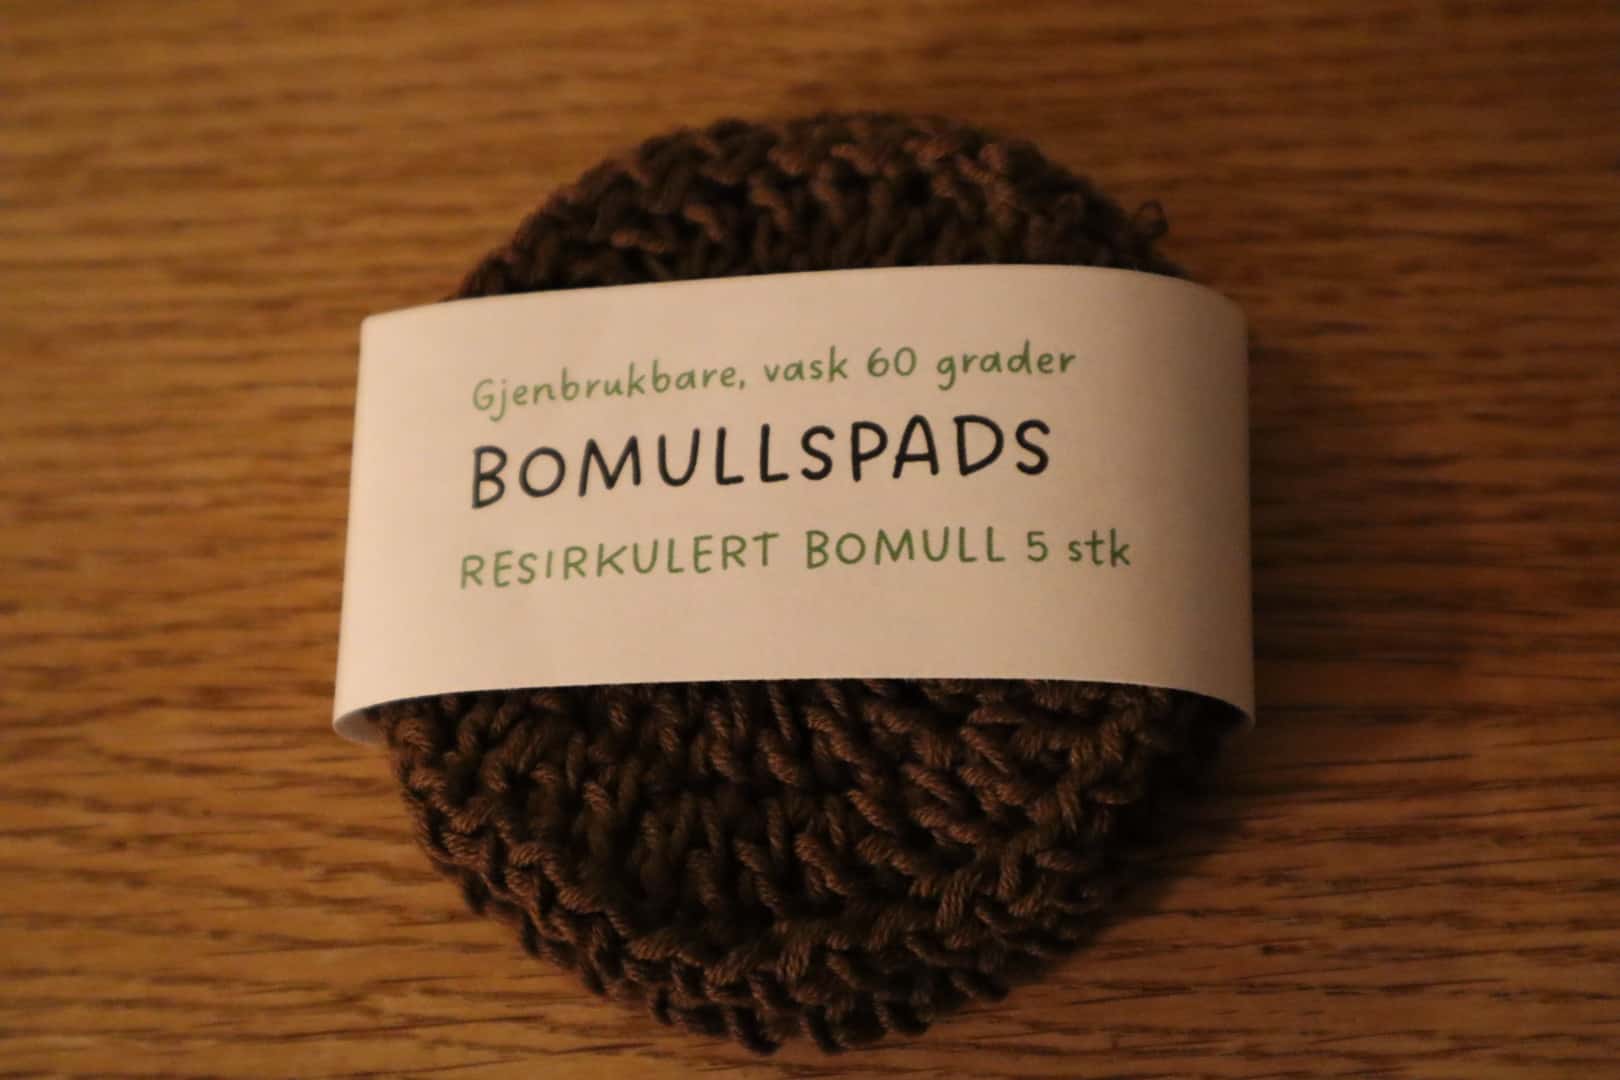 Gjenbrukbare, vask 60 grader
BOMULLSPADS
RESIRKULERT BOMULL 5 stk